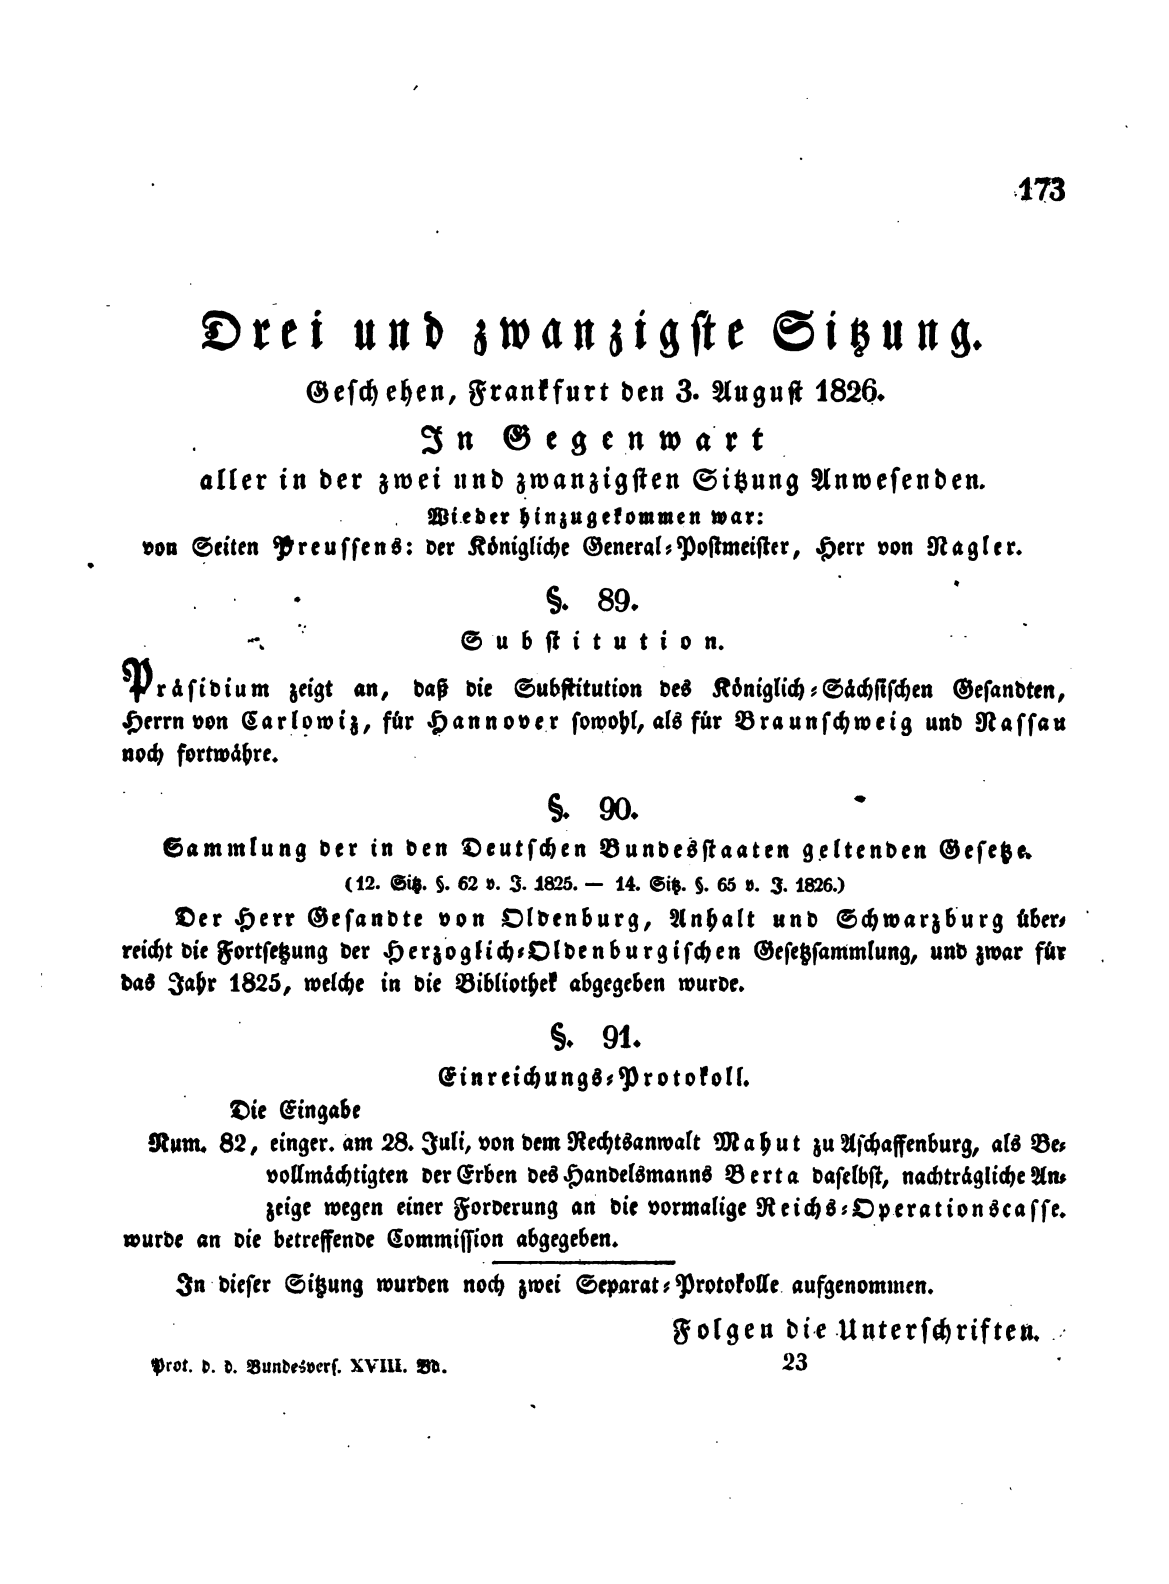 173
Drei und zwanzigſte Sitzung.
Geſchehen, Frankfurt den 3. Auguſt 1826.
In Gegenwart
aller in der zwei und zwanzigſten Sitzung Anweſenden.
Wieder hinzugekommen war:
von Seiten Preuſſens: der Königliche General-Poſtmeiſter, Herr von Nagler.
§. 89.
Subſtitution.
Präſidium zeigt an, daß die Subſtitution des Königlich-Sächſiſchen Geſandten,
Herrn von Carlowiz, für Hannover ſowohl, als für Braunſchweig und Naſſau
noch fortwähre.
§. 90.
Sammlung der in den Deutſchen Bundesſtaaten geltenden Geſetze.
(12. Sitz. §. 62 v. J. 1825. — 14. Sitz. §. 65 v. J. 1826.)
Der Herr Geſandte von Oldenburg, Anhalt und Schwarzburg über-
reicht die Fortſetzung der Herzoglich-Oldenburgiſchen Geſetzſammlung, und zwar für
das Jahr 1825, welche in die Bibliothek abgegeben wurde.
§. 91.
Einreichungs-Protokoll.
Die Eingabe
Num. 82, einger. am 28. Juli, von dem Rechtsanwalt Mahut zu Aſchaffenburg, als Be-
vollmächtigten der Erben des Handelsmanns Berta daſelbſt, nachträgliche An-
zeige wegen einer Forderung an die vormalige Reichs-Operationscaſſe.
wurde an die betreffende Commiſſion abgegeben.
In dieſer Sitzung wurden noch zwei Separat-Protokolle aufgenommen.
Folgen die Unterſchriften.
Prot. d. d. Bundesverſ. XVIII. Bd.
23